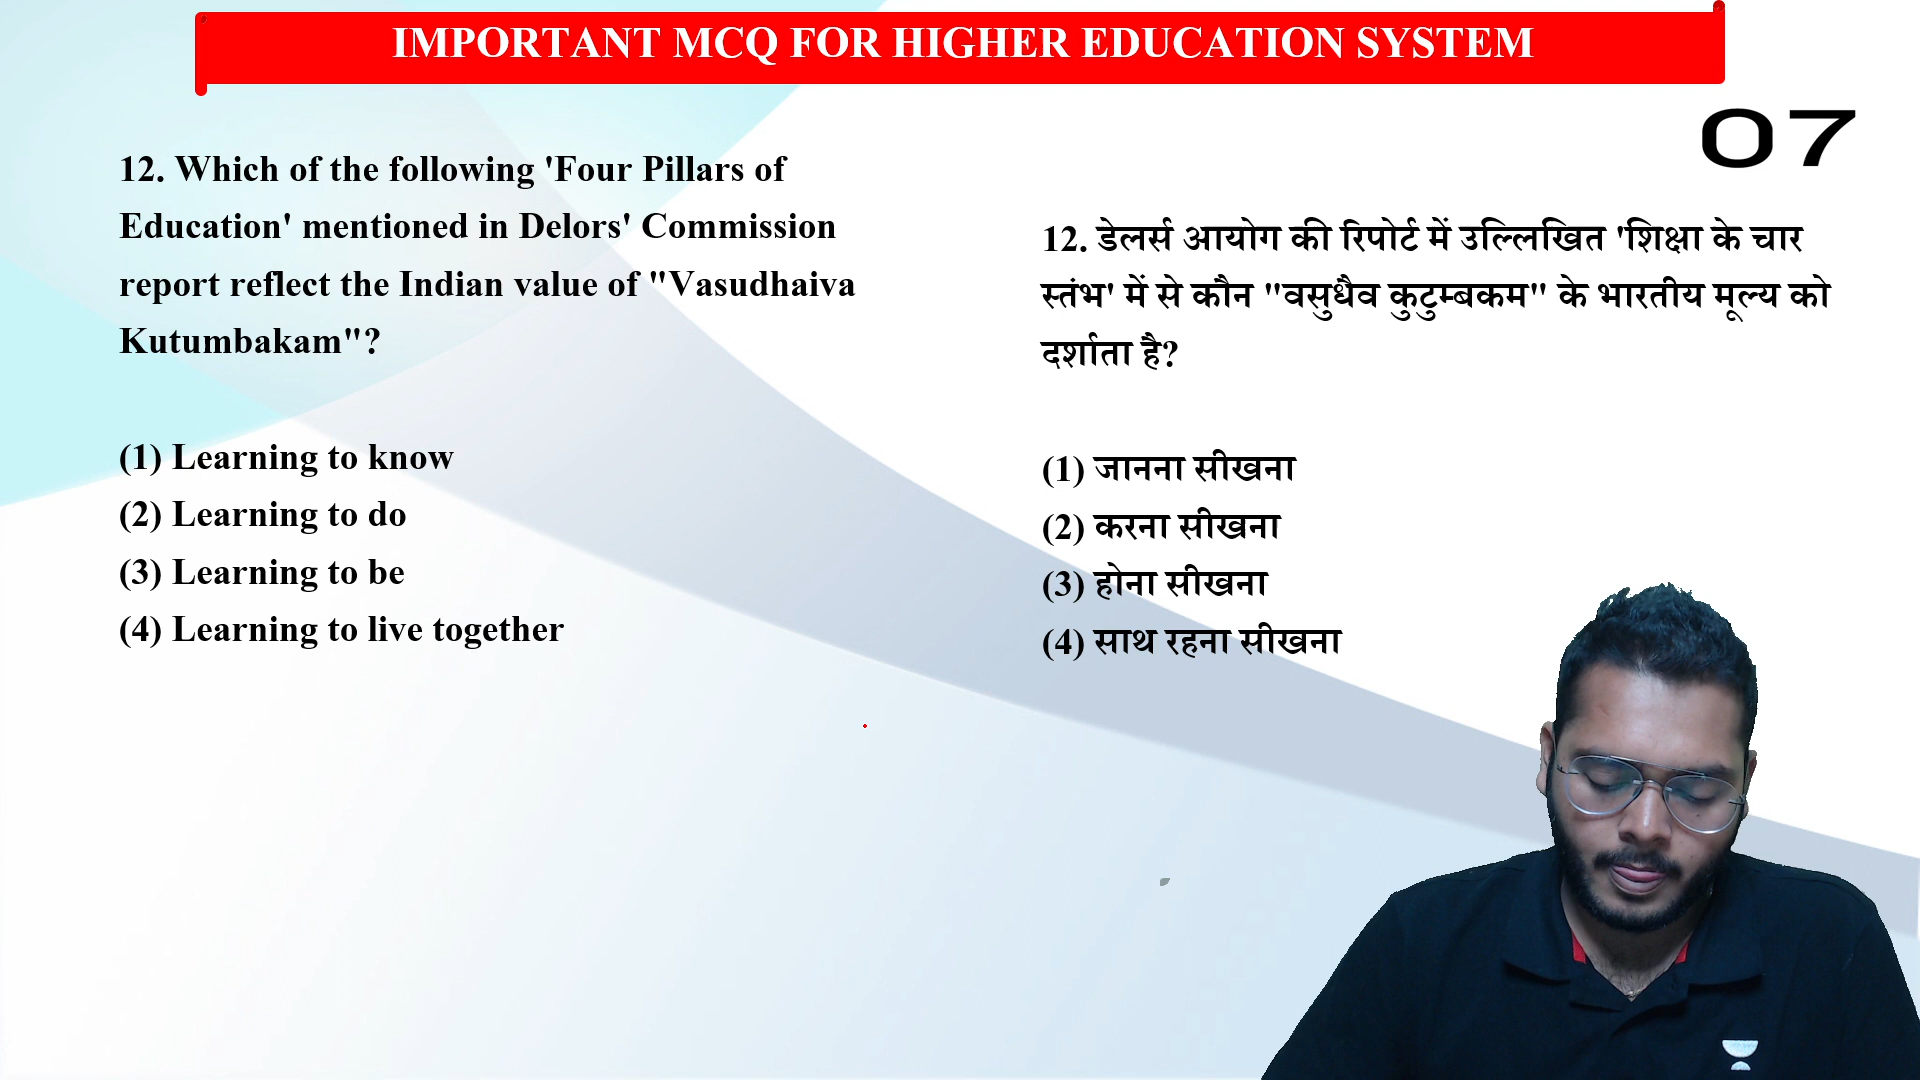 IMPORTANT MCQ FOR HIGHER EDUCATION SYSTEM
07
12. Which of the following 'Four Pillars of
Education' mentioned in Delors' Commission
report reflect the Indian value of "Vasudhaiva
Kutumbakam"?
(1) Learning to know
(2) Learning to do
(3) Learning to be
(4) Learning to live together
12. डेलर्स आयोग की रिपोर्ट में उल्लिखित 'शिक्षा के चार
स्तंभ' में से कौन "वसुधैव कुटुम्बकम" के भारतीय मूल्य को
दर्शाता है?
(1) जानना सीखना
(2) करना सीखना
(3) होना सीखना
(4) साथ रहना सीखना